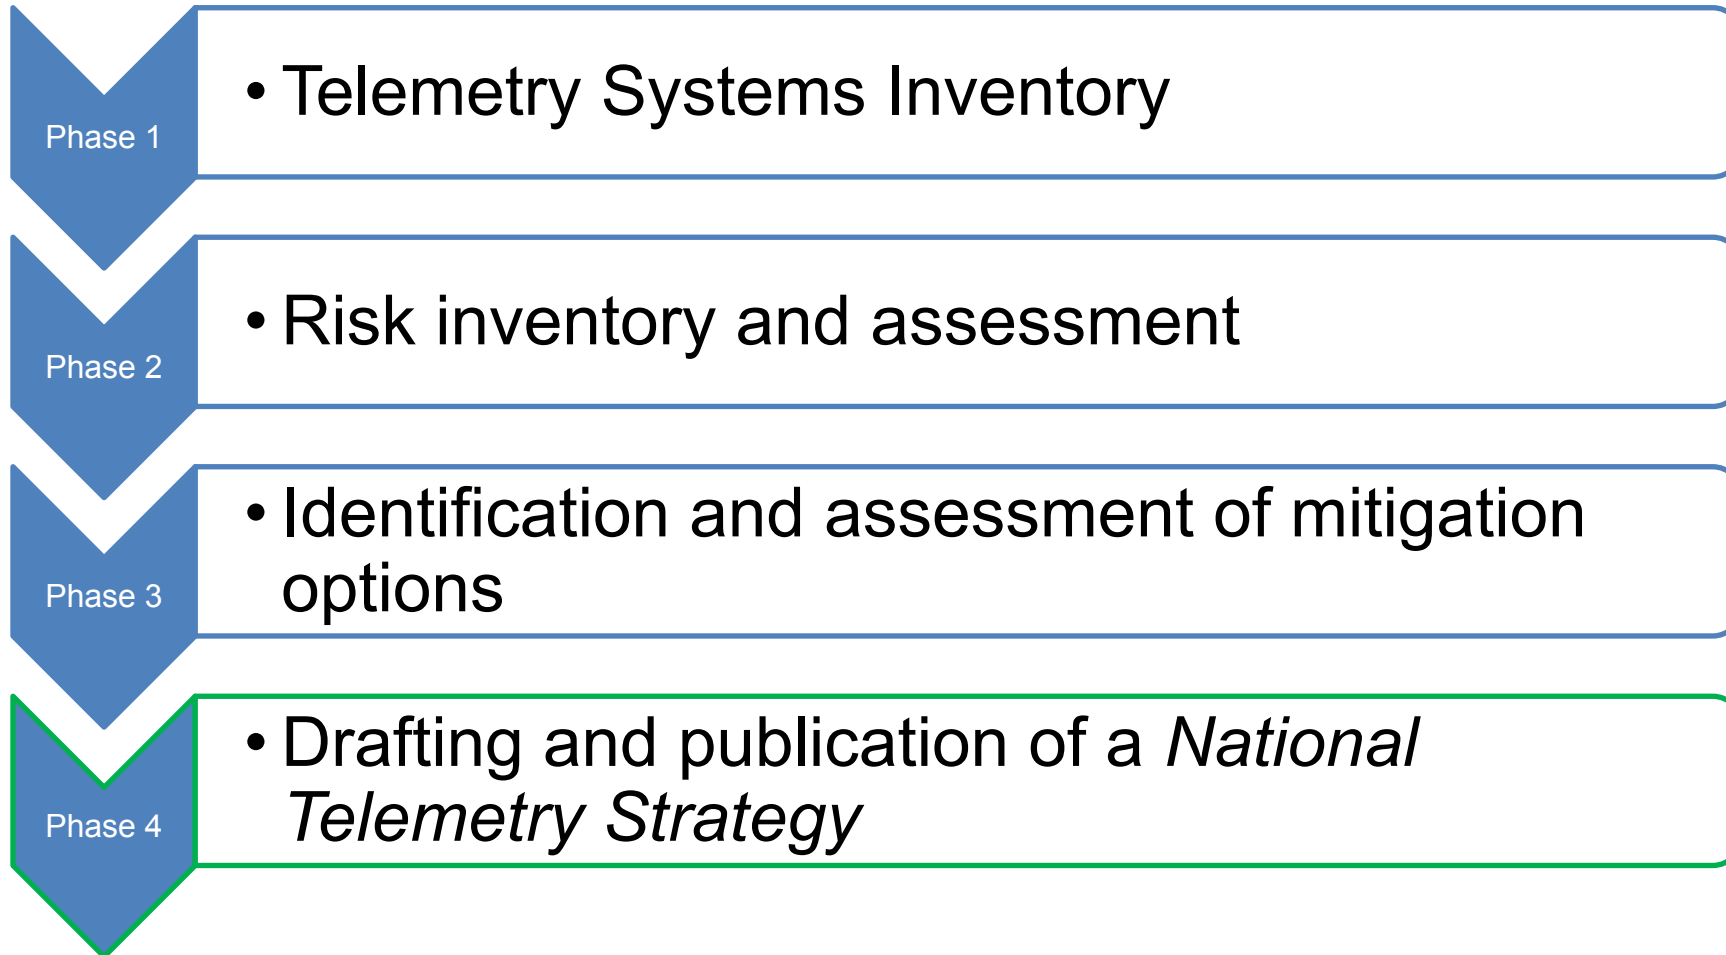 Phase 1
• Telemetry Systems Inventory
Phase 2
• Risk inventory and assessment
Phase 3
• Identification and assessment of mitigation
options
Phase 4
• Drafting and publication of a National
Telemetry Strategy